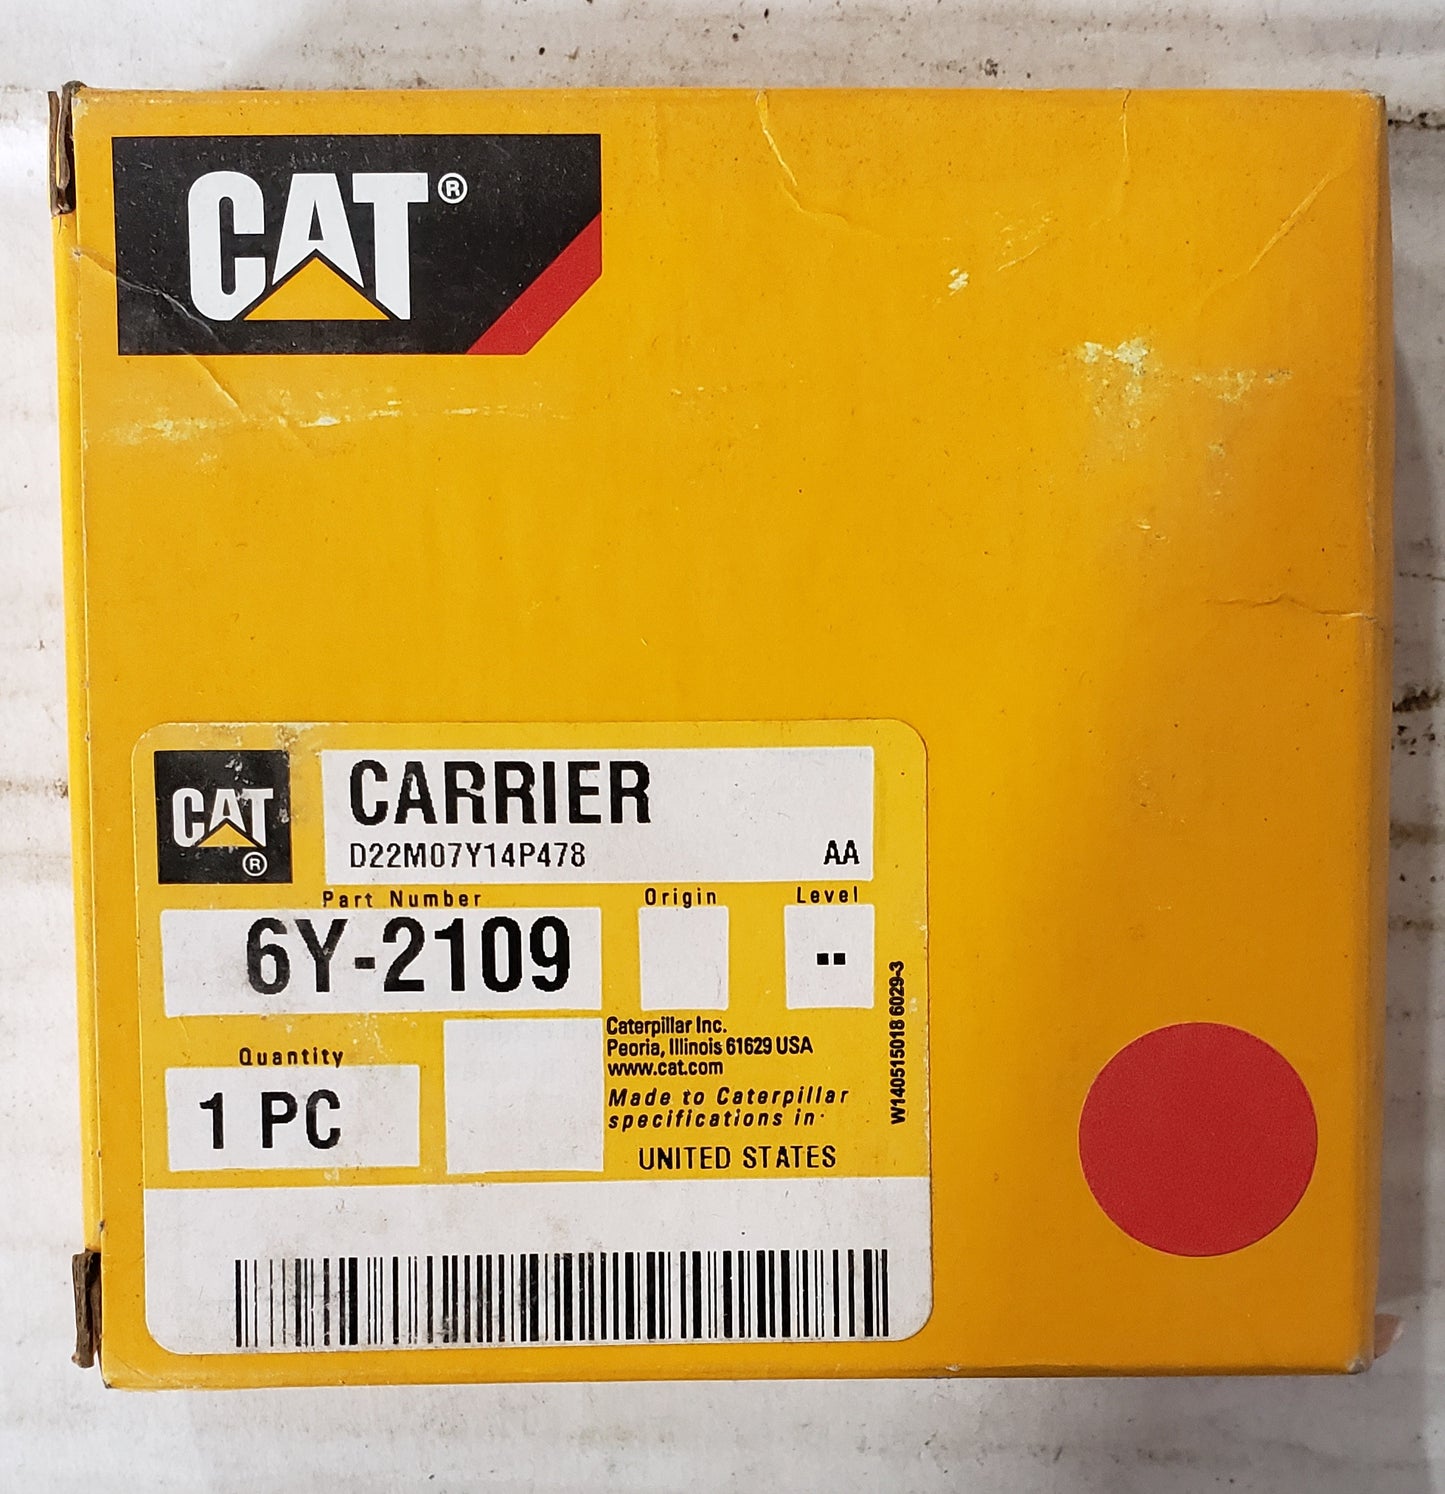 CAT®
CAT
®
CARRIER
D22M07Y14P478 AA
Part Number Origin Level
6Y-2109 --
Quantity
1 PC
Caterpillar Inc.
Peoria, Illinois 61629 USA
www.cat.com
Made to Caterpillar
specifications in:
UNITED STATES
W140515018 6029-3